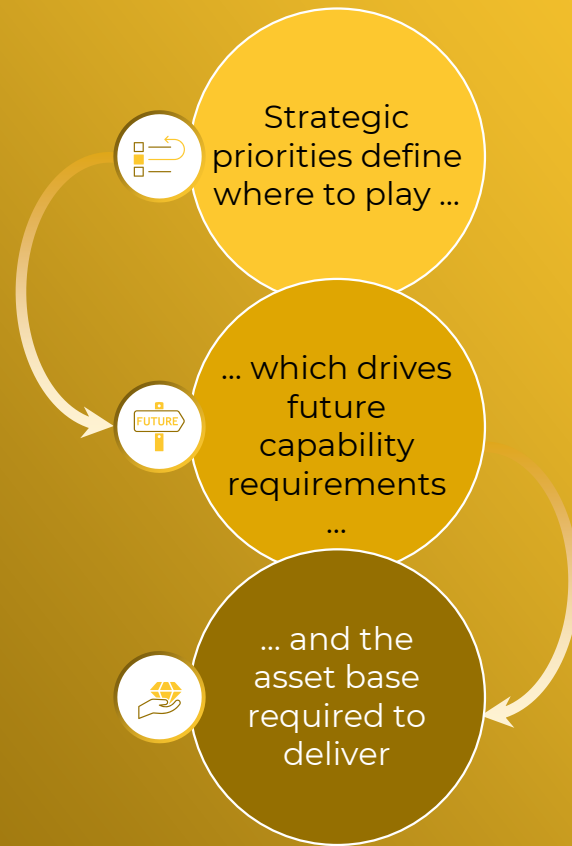 Strategic
priorities define
where to play ...
... which drives
future
capability
requirements
...
FUTURE
... and the
asset base
required to
deliver